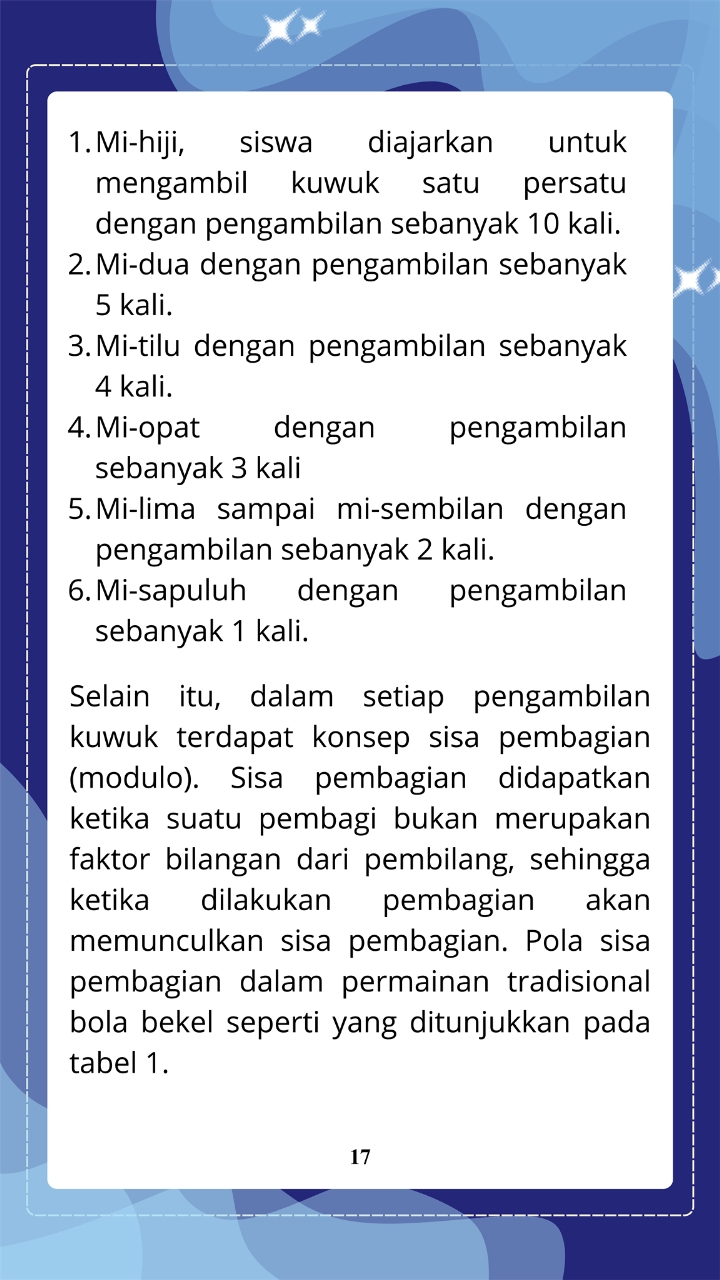 1. Mi-hiji, siswa diajarkan untuk
mengambil kuwuk satu persatu
dengan pengambilan sebanyak 10 kali.
2. Mi-dua dengan pengambilan sebanyak
5 kali.
3. Mi-tilu dengan pengambilan sebanyak
4 kali.
4. Mi-opat dengan pengambilan
sebanyak 3 kali
5. Mi-lima sampai mi-sembilan dengan
pengambilan sebanyak 2 kali.
6. Mi-sapuluh dengan pengambilan
sebanyak 1 kali.
Selain itu, dalam setiap pengambilan
kuwuk terdapat konsep sisa pembagian
(modulo). Sisa pembagian didapatkan
ketika suatu pembagi bukan merupakan
faktor bilangan dari pembilang, sehingga
ketika dilakukan pembagian akan
memunculkan sisa pembagian. Pola sisa
pembagian dalam permainan tradisional
bola bekel seperti yang ditunjukkan pada
tabel 1.
17